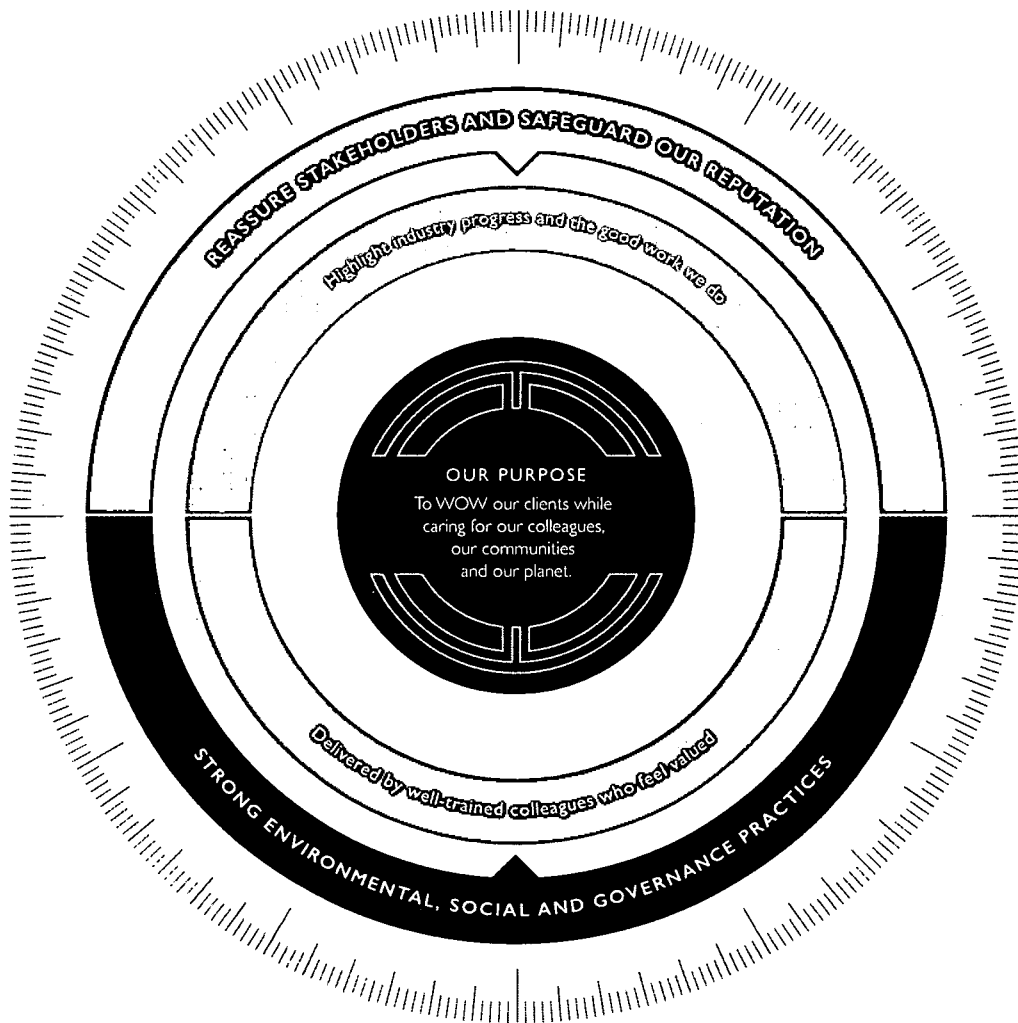 REASSURE STAKEHOLDERS AND SAFEGUARD OUR REPUTATION
Highlight industry progress and the good work we do
OUR PURPOSE
To WOW our clients while
caring for our colleagues,
our communities
and our planet.
Delivered by well-trained colleagues who feel valued
STRONG ENVIRONMENTAL, SOCIAL AND GOVERNANCE PRACTICES